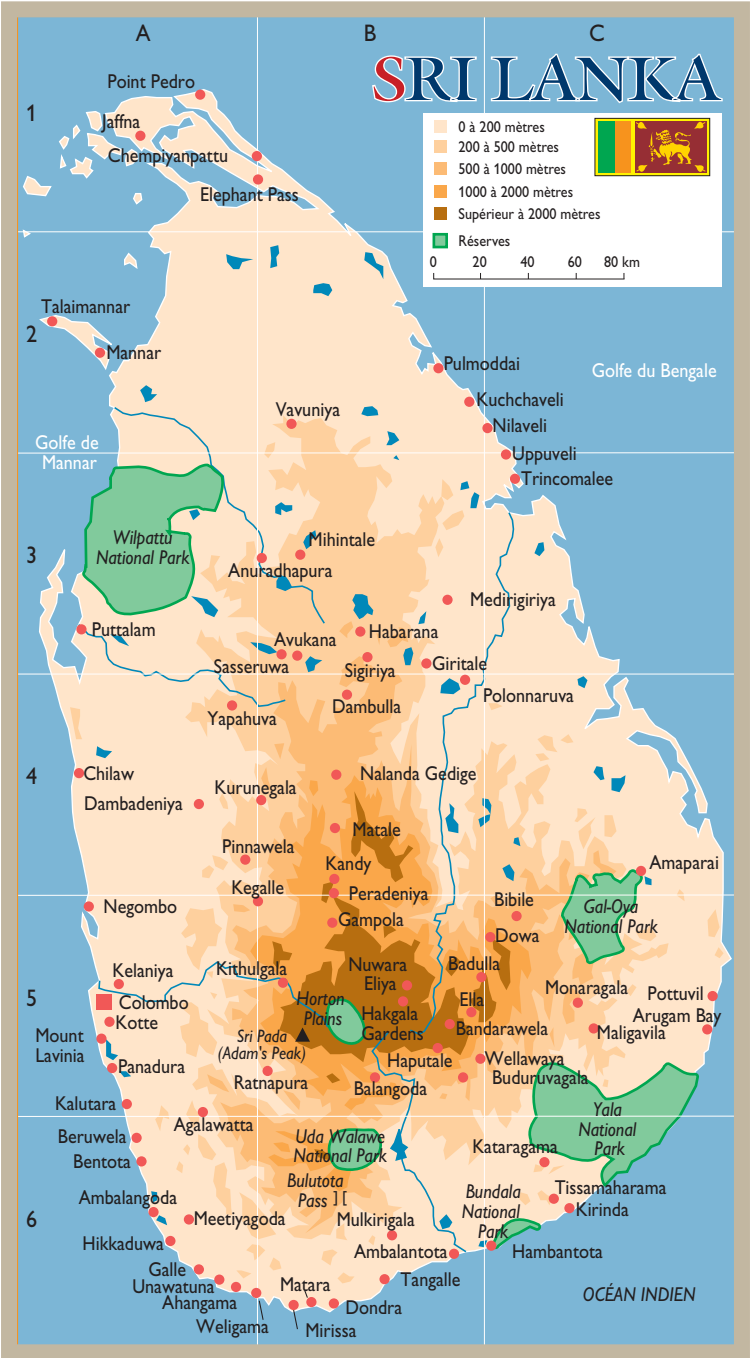 A
B
C
SRI LANKA
1
2
3
4
5
6
0 à 200 mètres
200 à 500 mètres
500 à 1000 mètres
1000 à 2000 mètres
Supérieur à 2000 mètres
Réserves
0 20 40 60 80 km
Point Pedro
Jaffna
Chempiyanpattu
Elephant Pass
Talaimannar
Mannar
Pulmoddai
Golfe du Bengale
Kuchchaveli
Vavuniya
Nilaveli
Golfe de
Mannar
Uppuveli
Trincomalee
Wilpattu
National Park
Mihintale
Anuradhapura
Medirigiriya
Puttalam
Habarana
Avukana
Sasseruwa
Sigiriya
Giritale
Polonnaruva
Dambulla
Yapahuva
Chilaw
Nalanda Gedige
Kurunegala
Dambadeniya
Matale
Pinnawela
Kandy
Amaparai
Kegalle
Peradeniya
Bibile
Gal-Oya
National Park
Negombo
Gampola
Dowa
Kelaniya
Kithulgala
Nuwara
Eliya
Badulla
Monaragala
Pottuvil
Colombo
Horton
Plains
Hakgala
Gardens
Ella
Arugam Bay
Kotte
Bandarawela
Maligavila
Mount
Lavinia
Sri Pada
(Adam's Peak)
Haputale
Wellawaya
Panadura
Ratnapura
Balangoda
Buduruvagala
Kalutara
Agalawatta
Yala
National
Park
Beruwela
Uda Walawe
National Park
Kataragama
Bentota
Bulutota
Pass
Bundala
National
Park
Tissamaharama
Ambalangoda
Kirinda
Meetiyagoda
Mulkirigala
Hikkaduwa
Ambalantota
Hambantota
Galle
Tangalle
Unawatuna
Matara
OCÉAN INDIEN
Ahangama
Dondra
Weligama
Mirissa